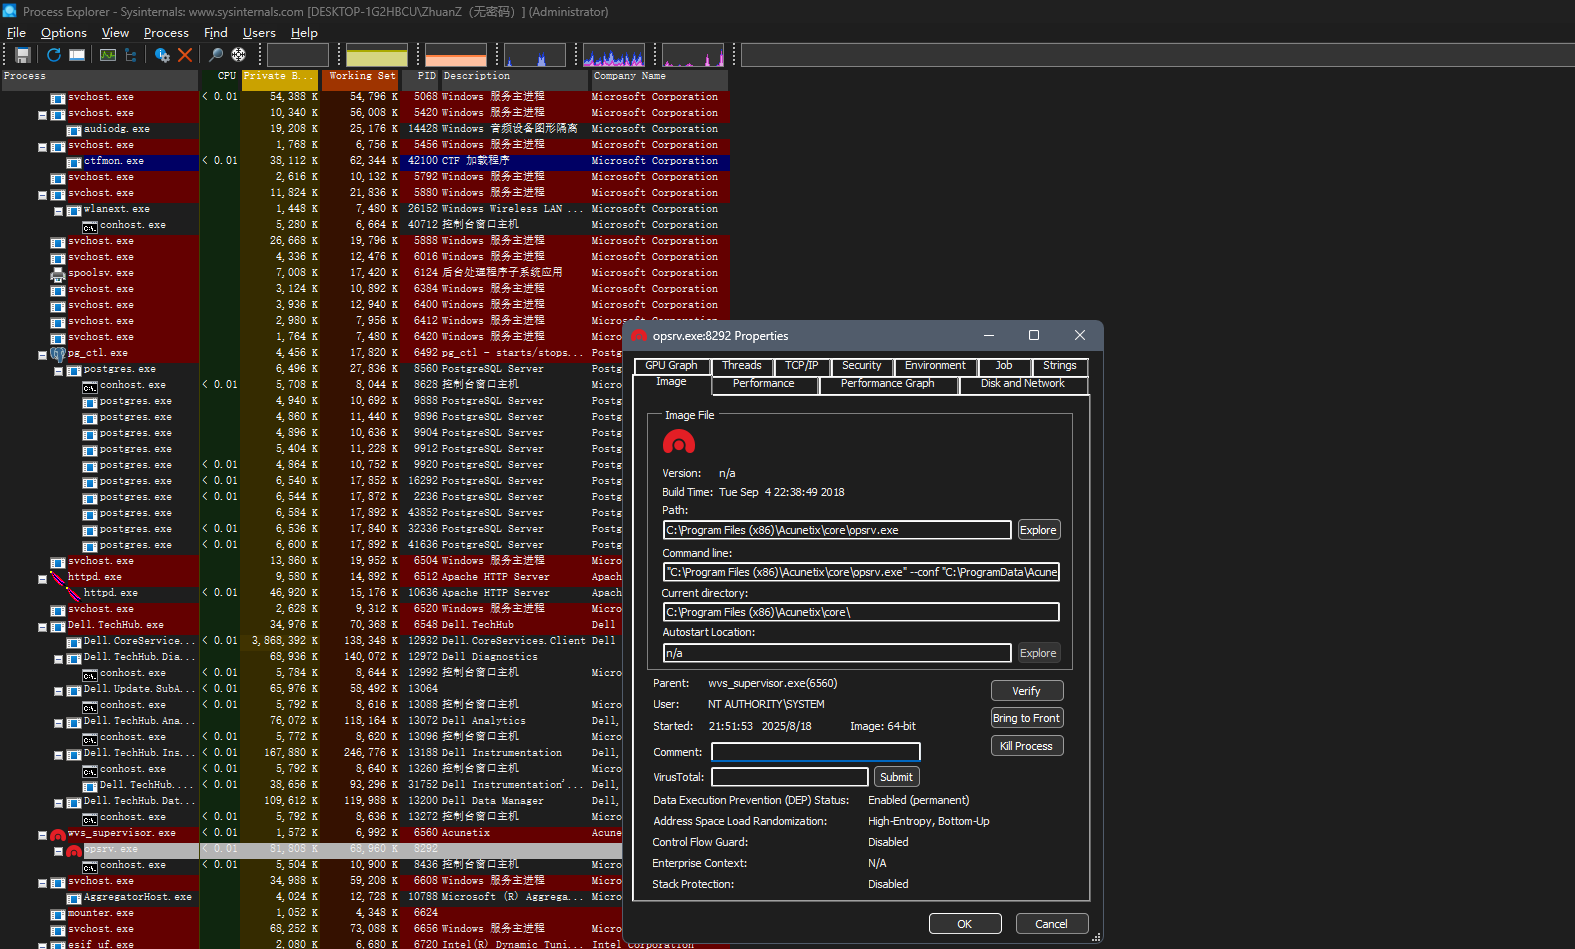 Process Explorer - Sysinternals: www.sysinternals.com [DESKTOP-1G2HBCU\ZhuanZ（无密码）] (Administrator)
File Options View Process Find Users Help
Process CPU Private B... Working Set PID Description Company Name
svchost.exe < 0.01 54,388 K 54,796 K 5068 Windows 服务主进程 Microsoft Corporation
svchost.exe 10,340 K 56,008 K 5420 Windows 服务主进程 Microsoft Corporation
audiodg.exe 19,208 K 25,176 K 14428 Windows 音频设备图形隔离 Microsoft Corporation
svchost.exe 1,768 K 6,756 K 5456 Windows 服务主进程 Microsoft Corporation
ctfmon.exe < 0.01 38,112 K 62,344 K 42100 CTF 加载程序 Microsoft Corporation
svchost.exe 2,616 K 10,132 K 5792 Windows 服务主进程 Microsoft Corporation
svchost.exe 11,824 K 21,836 K 5880 Windows 服务主进程 Microsoft Corporation
wlanext.exe 1,448 K 7,480 K 26152 Windows Wireless LAN ... Microsoft Corporation
conhost.exe 5,280 K 6,664 K 40712 控制台窗口主机 Microsoft Corporation
svchost.exe 26,668 K 19,796 K 5888 Windows 服务主进程 Microsoft Corporation
svchost.exe 4,336 K 12,476 K 6016 Windows 服务主进程 Microsoft Corporation
spoolsv.exe 7,008 K 17,420 K 6124 后台处理程序子系统应用 Microsoft Corporation
svchost.exe 3,124 K 10,892 K 6384 Windows 服务主进程 Microsoft Corporation
svchost.exe 3,936 K 12,940 K 6400 Windows 服务主进程 Microsoft Corporation
svchost.exe 2,980 K 7,956 K 6412 Windows 服务主进程 Microsoft Corporation
svchost.exe 1,764 K 7,480 K 6420 Windows 服务主进程
pg_ctl.exe 4,456 K 17,820 K 6492 pg_ctl - starts/stops... Postg
postgres.exe 6,496 K 27,836 K 8560 PostgreSQL Server Postg
conhost.exe < 0.01 5,708 K 8,044 K 8628 控制台窗口主机 Micro
postgres.exe 4,940 K 10,692 K 9888 PostgreSQL Server Postg
postgres.exe 4,860 K 11,440 K 9896 PostgreSQL Server Postg
postgres.exe 4,896 K 10,636 K 9904 PostgreSQL Server Postg
postgres.exe 5,404 K 11,228 K 9912 PostgreSQL Server Postg
postgres.exe < 0.01 4,864 K 10,752 K 9920 PostgreSQL Server Postg
postgres.exe < 0.01 6,540 K 17,852 K 16292 PostgreSQL Server Postg
postgres.exe < 0.01 6,544 K 17,872 K 2236 PostgreSQL Server Postg
postgres.exe 6,584 K 17,892 K 43852 PostgreSQL Server Postg
postgres.exe < 0.01 6,536 K 17,840 K 32336 PostgreSQL Server Postg
postgres.exe < 0.01 6,600 K 17,892 K 41636 PostgreSQL Server Postg
svchost.exe 13,860 K 19,952 K 6504 Windows 服务主进程 Micro
httpd.exe 9,580 K 14,892 K 6512 Apache HTTP Server Apach
httpd.exe < 0.01 46,920 K 15,176 K 10636 Apache HTTP Server Apach
svchost.exe 2,628 K 9,312 K 6520 Windows 服务主进程 Micro
Dell.TechHub.exe 34,976 K 70,368 K 6548 Dell.TechHub Dell
Dell.CoreService... < 0.01 3,868,392 K 138,348 K 12932 Dell.CoreServices.Client Dell
Dell.TechHub.Dia... 68,936 K 140,072 K 12972 Dell Diagnostics
conhost.exe < 0.01 5,784 K 8,644 K 12992 控制台窗口主机 Micro
Dell.Update.SubA... < 0.01 65,976 K 58,492 K 13064
conhost.exe < 0.01 5,792 K 8,616 K 13088 控制台窗口主机 Micro
Dell.TechHub.Ana... < 0.01 76,072 K 118,164 K 13072 Dell Analytics Dell,
conhost.exe < 0.01 5,772 K 8,620 K 13096 控制台窗口主机 Micro
Dell.TechHub.Ins... < 0.01 167,880 K 246,776 K 13188 Dell Instrumentation Dell,
conhost.exe < 0.01 5,792 K 8,640 K 13260 控制台窗口主机 Micro
Dell.TechHub.... < 0.01 38,656 K 93,296 K 31752 Dell Instrumentation ... Dell,
Dell.TechHub.Dat... 109,612 K 119,988 K 13200 Dell Data Manager Dell,
conhost.exe < 0.01 5,792 K 8,636 K 13272 控制台窗口主机 Micro
wvs_supervisor.exe < 0.01 1,572 K 6,992 K 6560 Acunetix Acune
opsrv.exe < 0.01 81,808 K 68,960 K 8292
conhost.exe < 0.01 5,504 K 10,900 K 8436 控制台窗口主机 Micro
svchost.exe 34,988 K 59,208 K 6608 Windows 服务主进程 Micro
AggregatorHost.exe 4,024 K 12,728 K 10788 Microsoft (R) Aggrega... Micro
mounter.exe 1,052 K 4,348 K 6624
svchost.exe 68,252 K 73,088 K 6656 Windows 服务主进程 Micro
esif_uf.exe 2,080 K 6,680 K 6720 Intel(R) Dynamic Tuni... Intel Corporation
opsrv.exe:8292 Properties
GPU Graph Threads TCP/IP Security Environment Job Strings
Image Performance Performance Graph Disk and Network
Image File
Version: n/a
Build Time: Tue Sep 4 22:38:49 2018
Path:
C:\Program Files (x86)\Acunetix\core\opsrv.exe Explore
Command line:
"C:\Program Files (x86)\Acunetix\core\opsrv.exe" --conf "C:\ProgramData\Acune
Current directory:
C:\Program Files (x86)\Acunetix\core\
Autostart Location:
n/a Explore
Parent: wvs_supervisor.exe(6560) Verify
User: NT AUTHORITY\SYSTEM Bring to Front
Started: 21:51:53 2025/8/18 Image: 64-bit
Kill Process
Comment:
VirusTotal: Submit
Data Execution Prevention (DEP) Status: Enabled (permanent)
Address Space Load Randomization: High-Entropy, Bottom-Up
Control Flow Guard: Disabled
Enterprise Context: N/A
Stack Protection: Disabled
OK Cancel